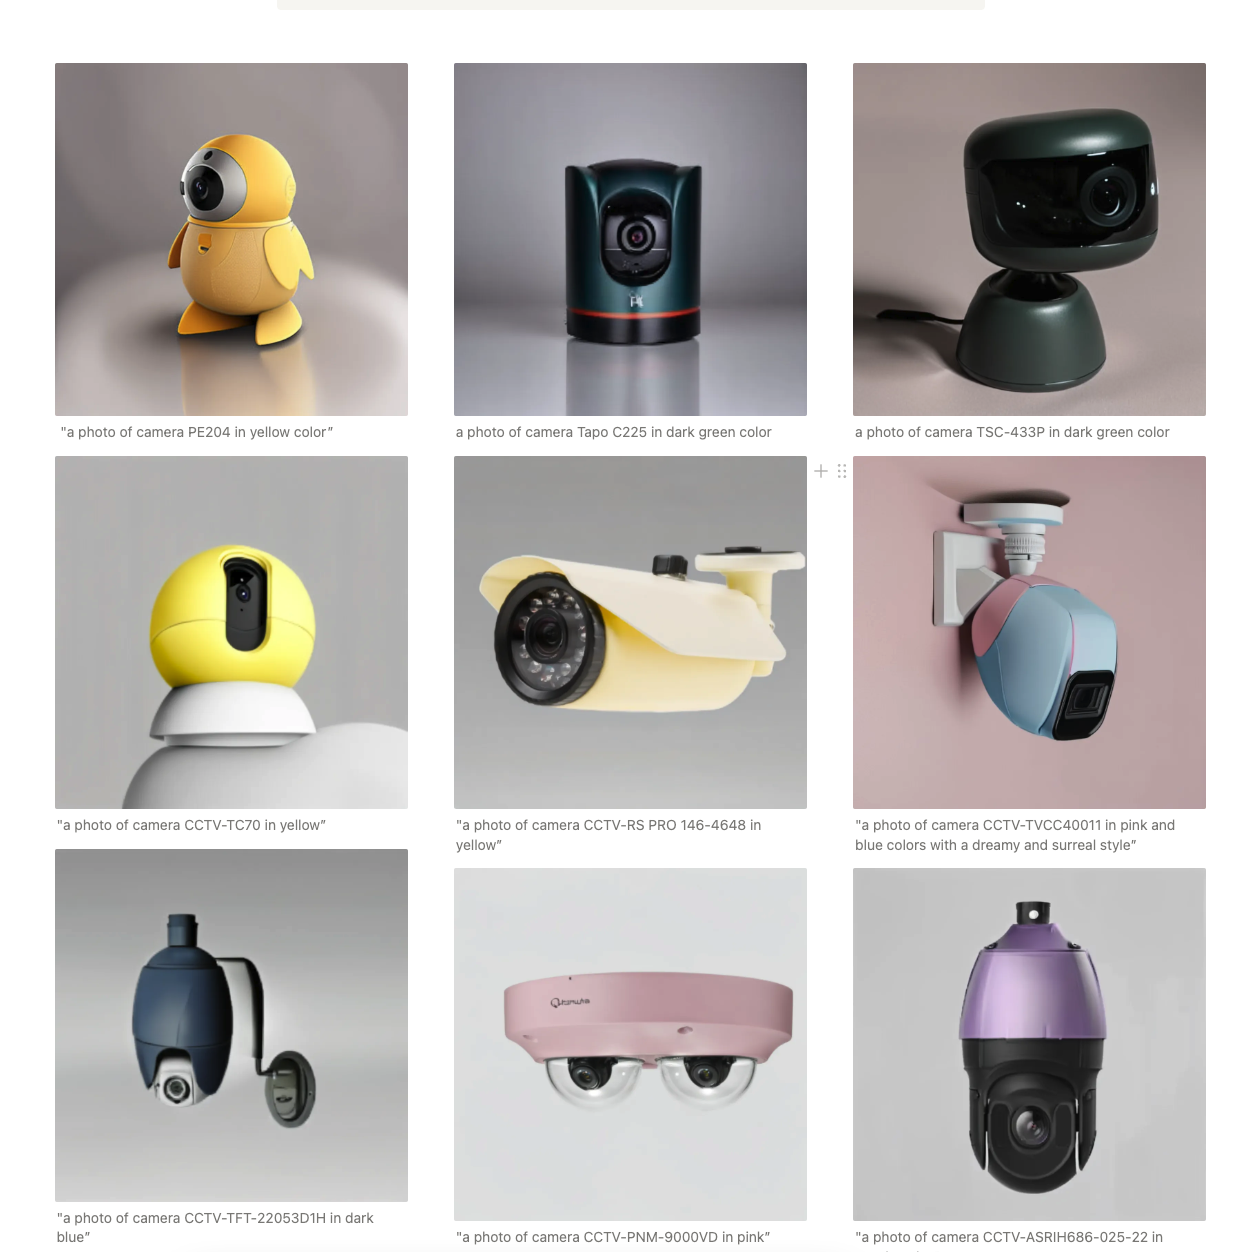 "a photo of camera PE204 in yellow color”
a photo of camera Tapo C225 in dark green color
a photo of camera TSC-433P in dark green color
"a photo of camera CCTV-TC70 in yellow”
"a photo of camera CCTV-RS PRO 146-4648 in
yellow”
"a photo of camera CCTV-TVCC40011 in pink and
blue colors with a dreamy and surreal style”
"a photo of camera CCTV-TFT-22053D1H in dark
blue”
"a photo of camera CCTV-PNM-9000VD in pink”
"a photo of camera CCTV-ASRIH686-025-22 in